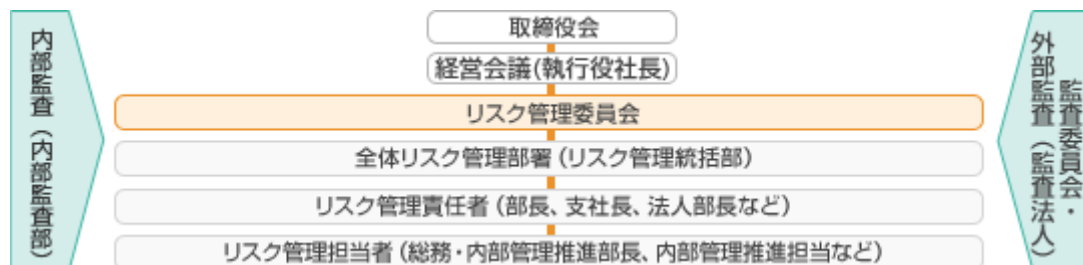 内部監査（内部監査部）
取締役会
経営会議(執行役社長)
リスク管理委員会
全体リスク管理部署(リスク管理統括部)
リスク管理責任者(部長、支社長、法人部長など)
リスク管理担当者(総務・内部管理推進部長、内部管理推進担当など)
監査委員会・
外部監査（監査法人）